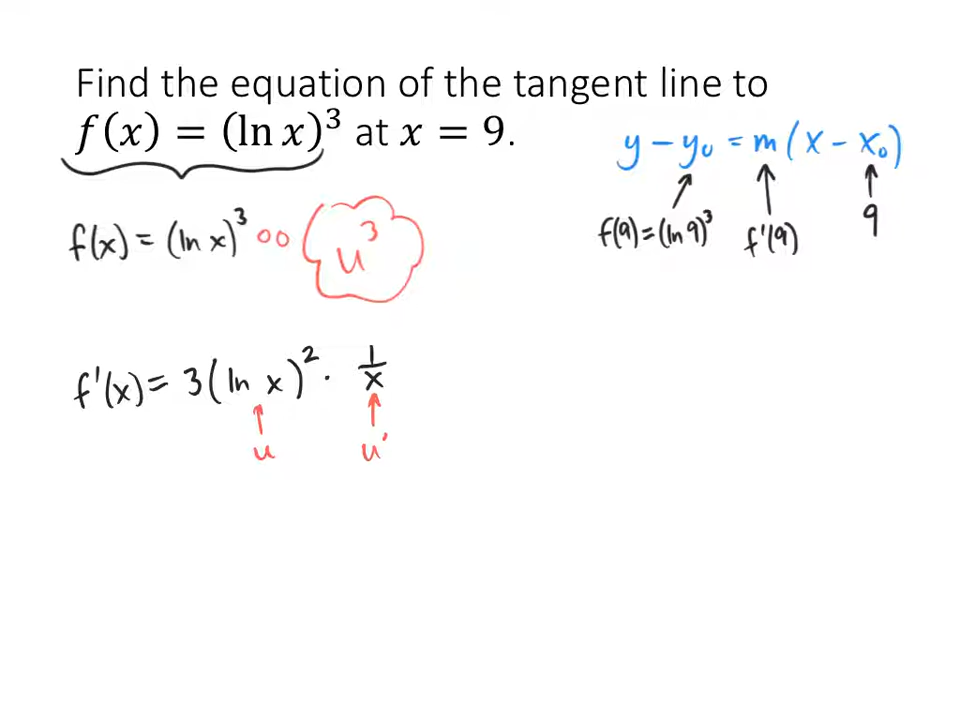 Find the equation of the tangent line to
f(x) = (ln x)³ at x = 9.
y - y₀ = m(x - x₀)
f(9) = (ln 9)³ f'(9) 9
f(x) = (ln x)³ u³
f'(x) = 3(ln x)² · 1/x
u u'